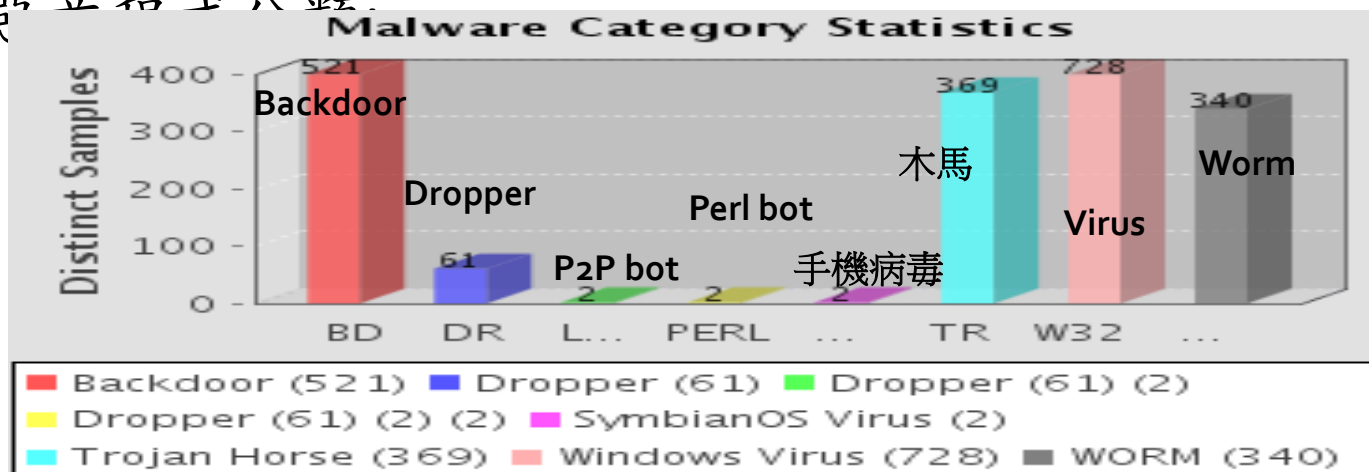 Malware Category Statistics
Distinct Samples
400
300
200
100
0
521
Backdoor
61
Dropper
2
P2P bot
2
Perl bot
2
手機病毒
369
木馬
728
Virus
340
Worm
BD DR L... PERL ... TR W32 ...
Backdoor (521) Dropper (61) Dropper (61) (2)
Dropper (61) (2) (2) SymbianOS Virus (2)
Trojan Horse (369) Windows Virus (728) WORM (340)